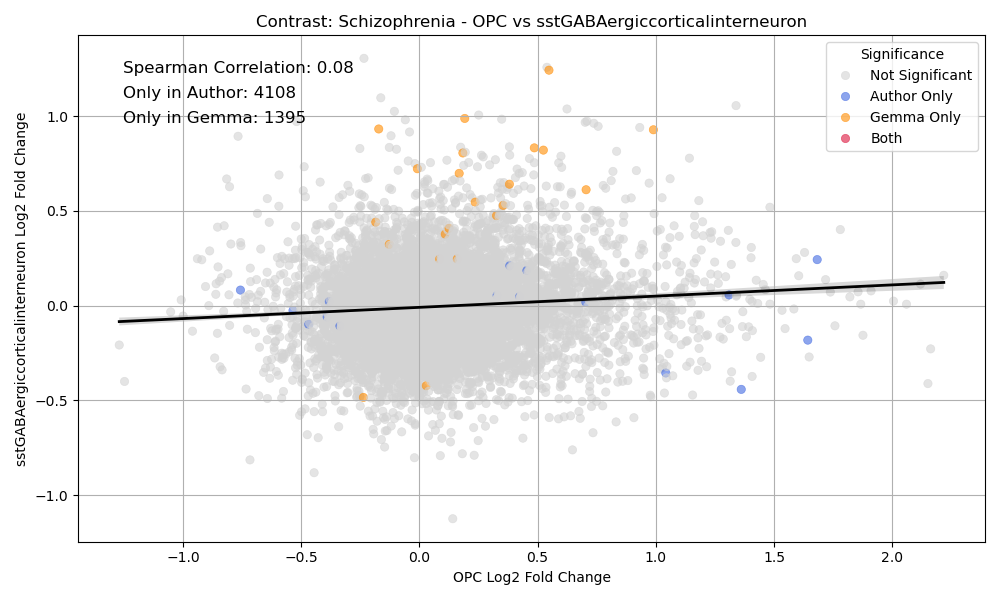 Contrast: Schizophrenia - OPC vs sstGABAergiccorticalinterneuron
Spearman Correlation: 0.08
Only in Author: 4108
Only in Gemma: 1395
Significance
Not Significant
Author Only
Gemma Only
Both
sstGABAergiccorticalinterneuron Log2 Fold Change
1.0
0.5
0.0
−0.5
−1.0
−1.0
−0.5
0.0
0.5
1.0
1.5
2.0
OPC Log2 Fold Change